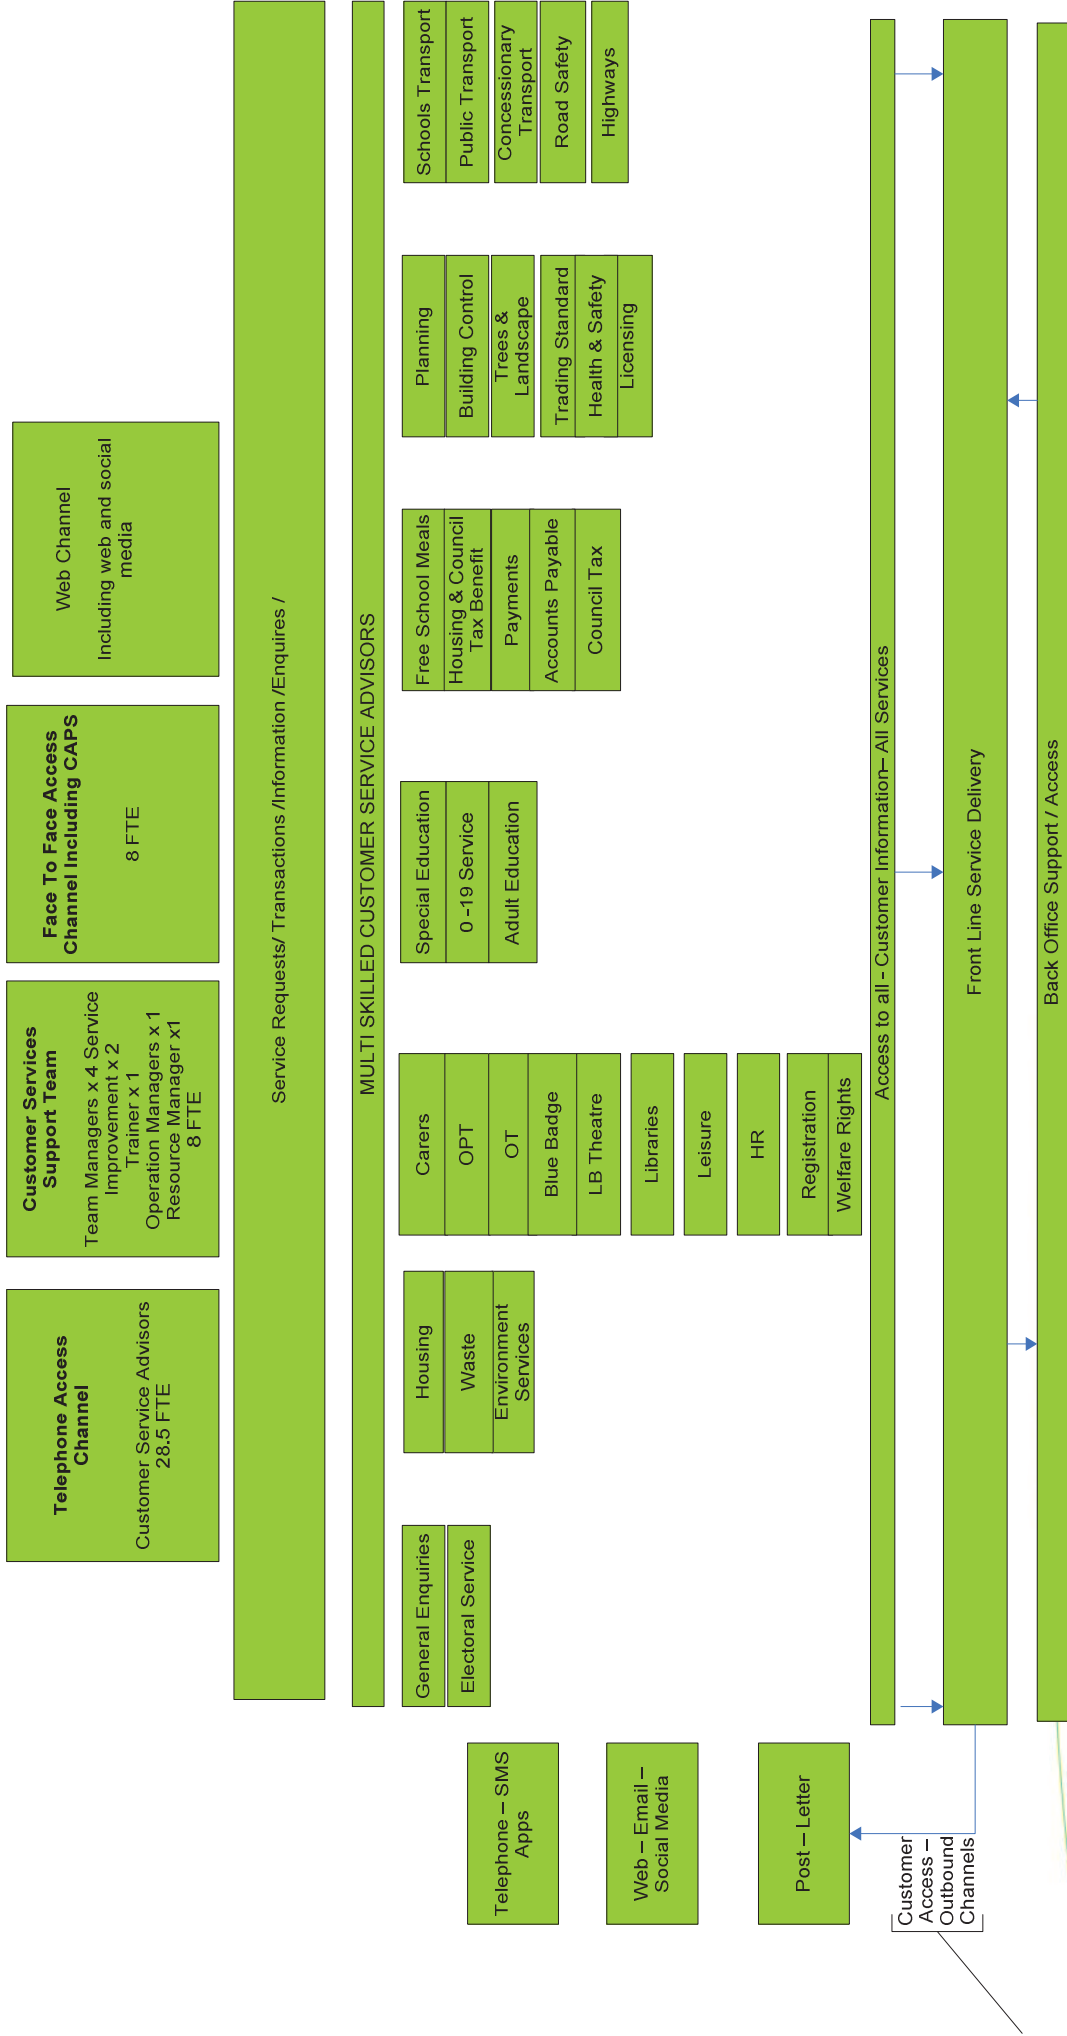 Telephone Access
Channel
Customer Service Advisors
28.5 FTE
Customer Services
Support Team
Team Managers x 4 Service
Improvement x 2
Trainer x 1
Operation Managers x 1
Resource Manager x1
8 FTE
Face To Face Access
Channel Including CAPS
8 FTE
Web Channel
Including web and social
media
Service Requests/ Transactions /Information /Enquires /
MULTI SKILLED CUSTOMER SERVICE ADVISORS
General Enquiries
Electoral Service
Housing
Waste
Environment
Services
Carers
OPT
OT
Blue Badge
LB Theatre
Libraries
Leisure
HR
Registration
Welfare Rights
Special Education
0 -19 Service
Adult Education
Free School Meals
Housing & Council
Tax Benefit
Payments
Accounts Payable
Council Tax
Planning
Building Control
Trees &
Landscape
Trading Standard
Health & Safety
Licensing
Schools Transport
Public Transport
Concessionary
Transport
Road Safety
Highways
Telephone – SMS
Apps
Web – Email –
Social Media
Post – Letter
Customer
Access –
Outbound
Channels
Access to all - Customer Information– All Services
Front Line Service Delivery
Back Office Support / Access